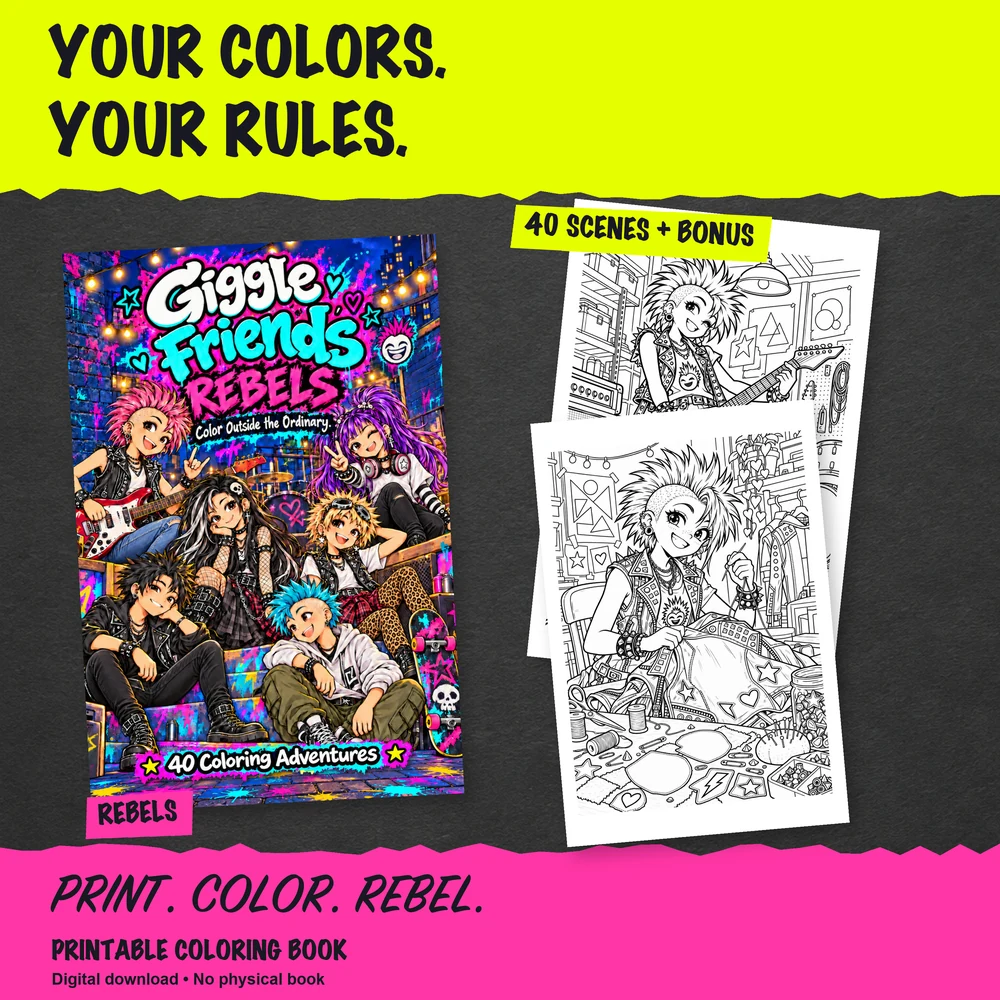 YOUR COLORS.
YOUR RULES.
40 SCENES + BONUS
Giggle
Friends
REBELS
Color Outside the Ordinary.
40 Coloring Adventures
REBELS
PRINT. COLOR. REBEL.
PRINTABLE COLORING BOOK
Digital download • No physical book